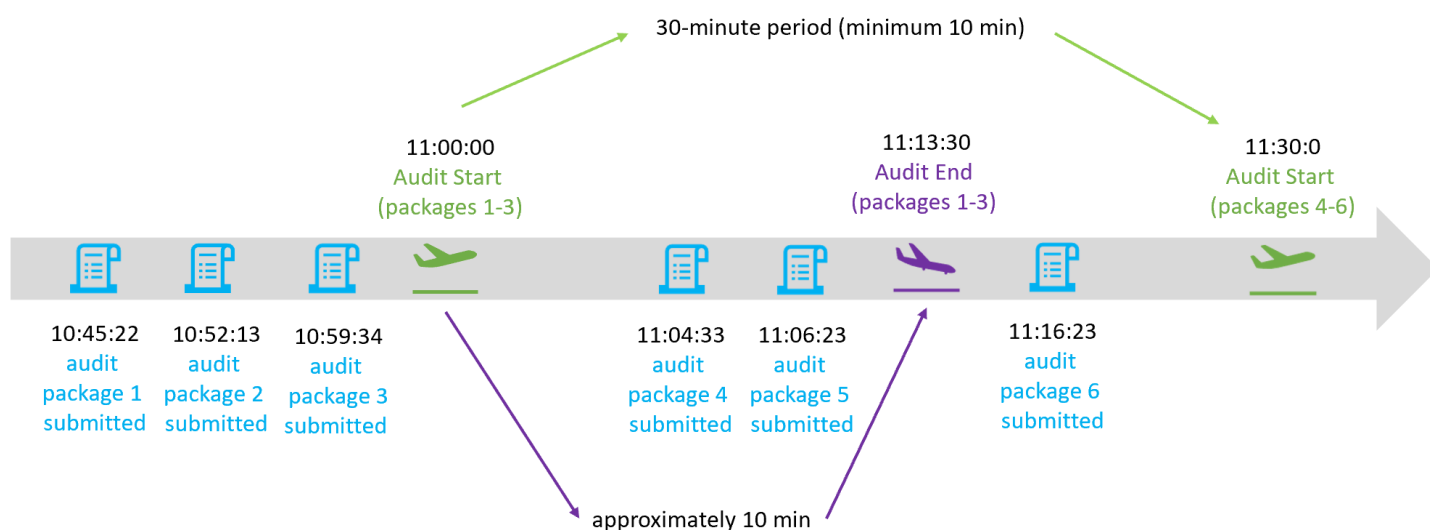 30-minute period (minimum 10 min)
11:00:00
Audit Start
(packages 1-3)
11:13:30
Audit End
(packages 1-3)
11:30:0
Audit Start
(packages 4-6)
10:45:22
audit
package 1
submitted
10:52:13
audit
package 2
submitted
10:59:34
audit
package 3
submitted
11:04:33
audit
package 4
submitted
11:06:23
audit
package 5
submitted
11:16:23
audit
package 6
submitted
approximately 10 min